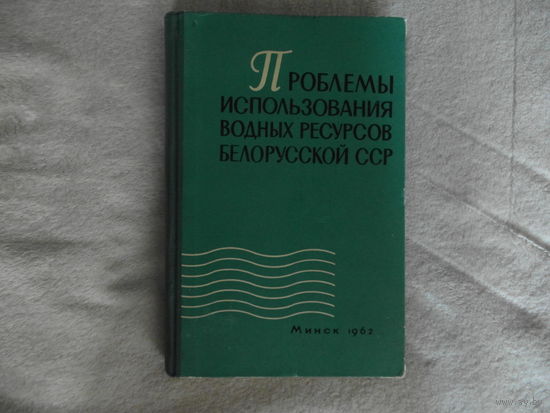 Проблемы
использования
водных ресурсов
Белорусской ССР
Минск 1962